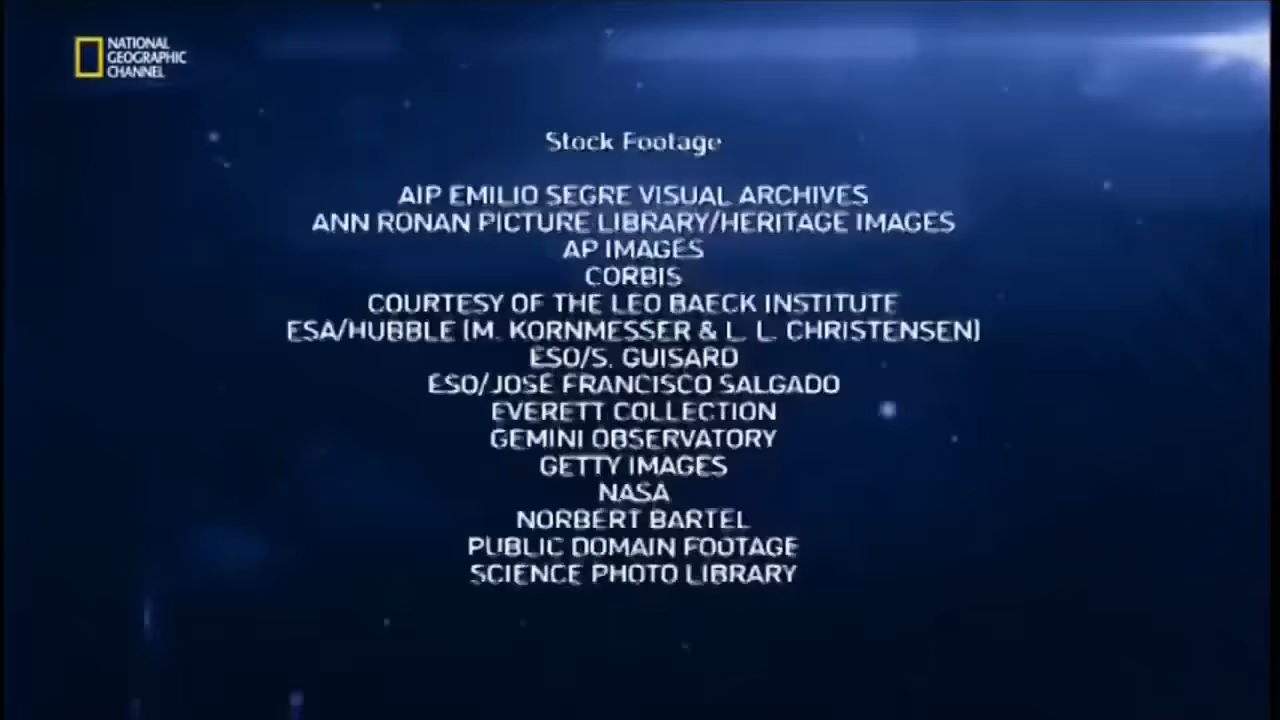 NATIONAL
GEOGRAPHIC
CHANNEL
Stock Footage
AIP EMILIO SEGRE VISUAL ARCHIVES
ANN RONAN PICTURE LIBRARY/HERITAGE IMAGES
AP IMAGES
CORBIS
COURTESY OF THE LEO BAECK INSTITUTE
ESA/HUBBLE (M. KORNMESSER & L. L. CHRISTENSEN)
ESO/S. GUISARD
ESO/JOSE FRANCISCO SALGADO
EVERETT COLLECTION
GEMINI OBSERVATORY
GETTY IMAGES
NASA
NORBERT BARTEL
PUBLIC DOMAIN FOOTAGE
SCIENCE PHOTO LIBRARY